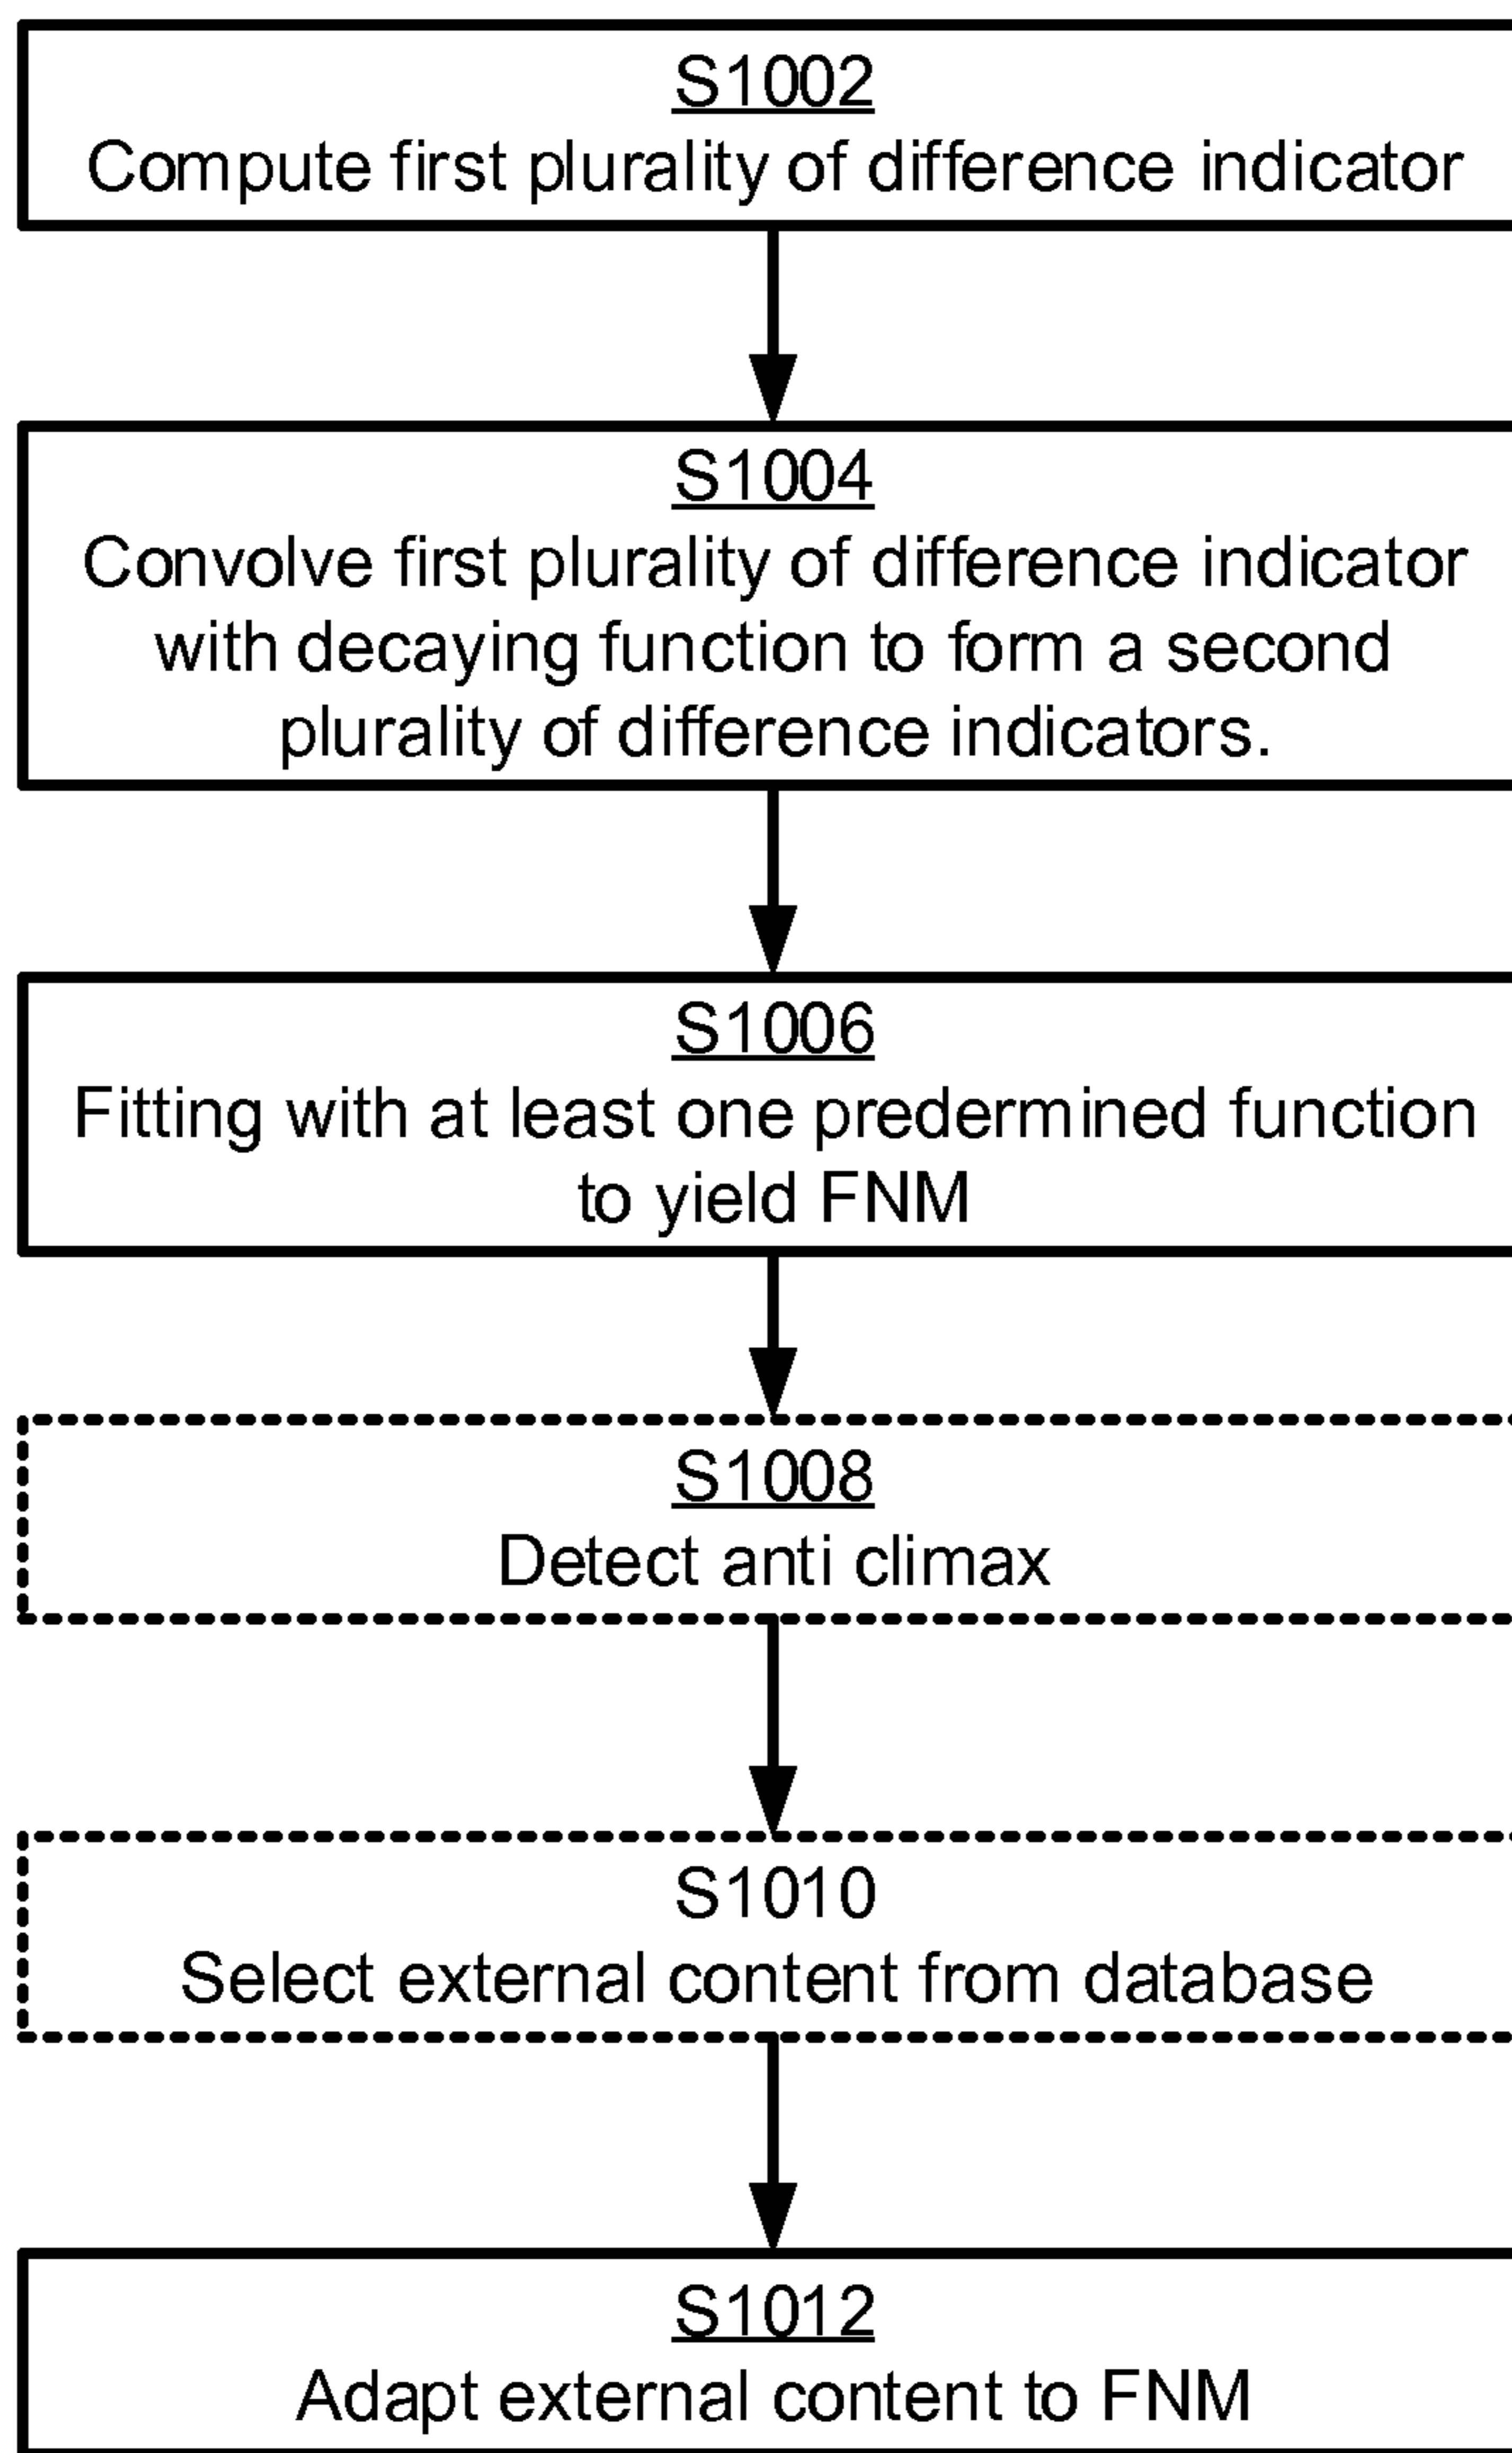 S1002
Compute first plurality of difference indicator
S1004
Convolve first plurality of difference indicator
with decaying function to form a second
plurality of difference indicators.
S1006
Fitting with at least one predermined function
to yield FNM
S1008
Detect anti climax
S1010
Select external content from database
S1012
Adapt external content to FNM